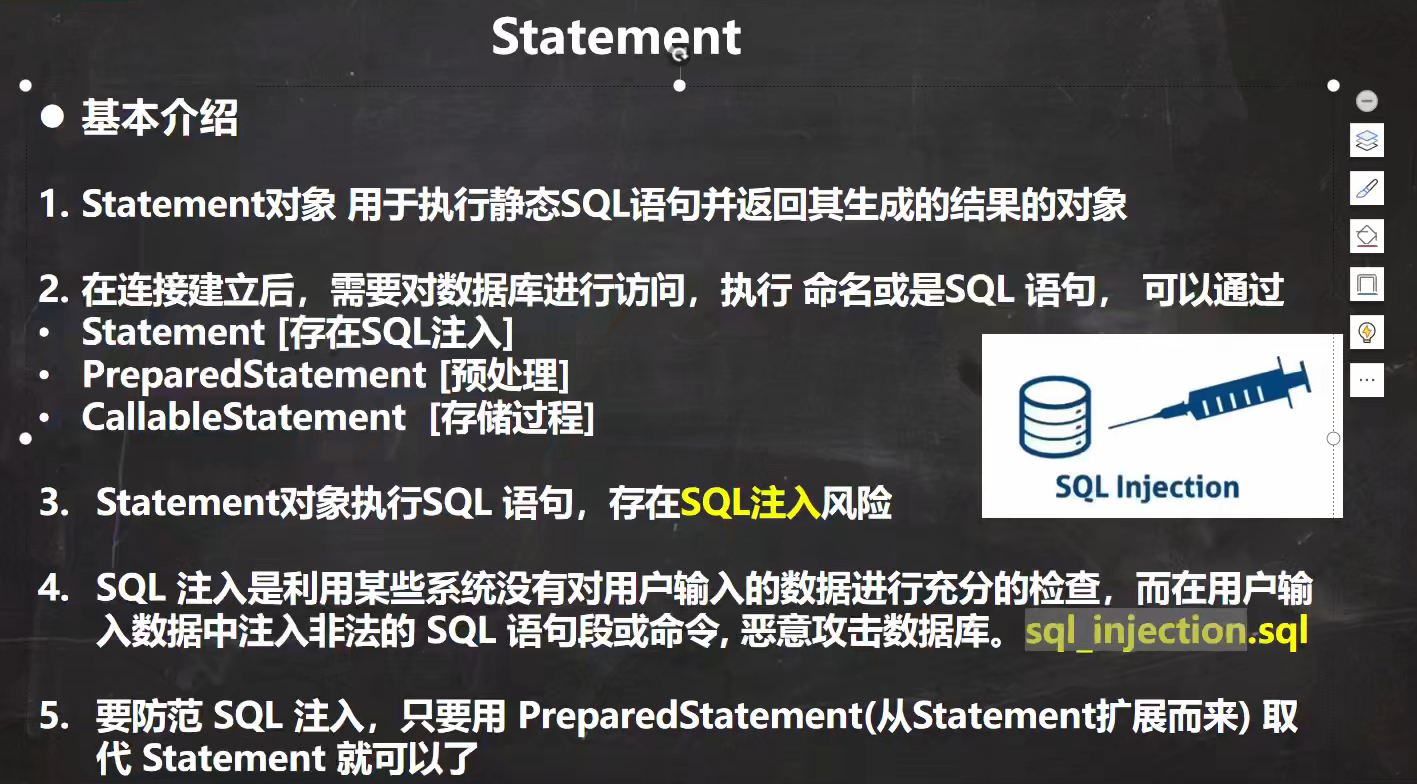 Statement
● 基本介绍
1. Statement对象 用于执行静态SQL语句并返回其生成的结果的对象
2. 在连接建立后，需要对数据库进行访问，执行 命名或是SQL 语句， 可以通过
• Statement [存在SQL注入]
• PreparedStatement [预处理]
• CallableStatement [存储过程]
SQL Injection
3. Statement对象执行SQL 语句，存在SQL注入风险
4. SQL 注入是利用某些系统没有对用户输入的数据进行充分的检查，而在用户输
入数据中注入非法的 SQL 语句段或命令, 恶意攻击数据库。sql_injection.sql
5. 要防范 SQL 注入，只要用 PreparedStatement(从Statement扩展而来) 取
代 Statement 就可以了